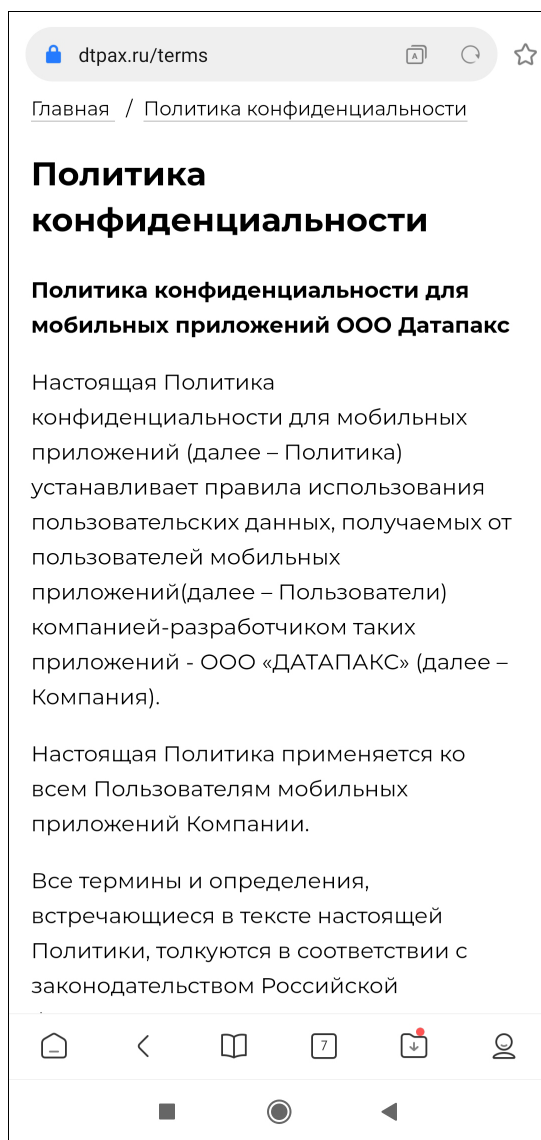 dtpax.ru/terms
Главная / Политика конфиденциальности
Политика
конфиденциальности
Политика конфиденциальности для
мобильных приложений ООО Датапакс
Настоящая Политика
конфиденциальности для мобильных
приложений (далее – Политика)
устанавливает правила использования
пользовательских данных, получаемых от
пользователей мобильных
приложений(далее – Пользователи)
компанией-разработчиком таких
приложений - ООО «ДАТАПАКС» (далее –
Компания).
Настоящая Политика применяется ко
всем Пользователям мобильных
приложений Компании.
Все термины и определения,
встречающиеся в тексте настоящей
Политики, толкуются в соответствии с
законодательством Российской
7